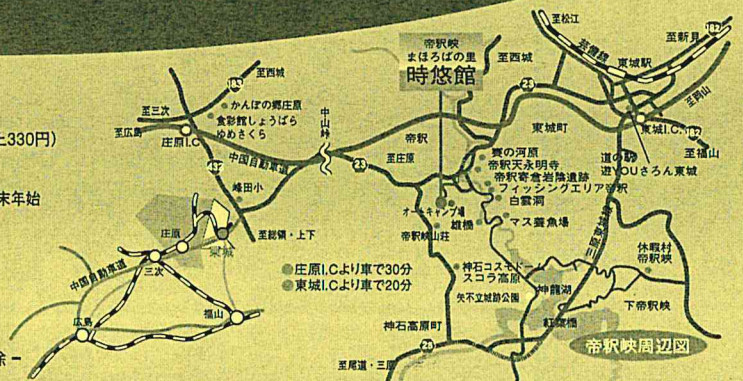 上330円)
末年始
除－
帝釈峡
まほろばの里
時悠館
至松江
芸備線
182
至新見
東城駅
至岡山
至西城
183
かんぽの郷庄原
至三次
食彩館しょうばら
ゆめさくら
至広島
庄原I.C
中国自動車道
432
峰田小
至総領・上下
中山峠
帝釈
23
至庄原
至西城
25
東城町
東城I.C.
182
至福山
道の駅
遊YOUさろん東城
賽の河原
帝釈天永明寺
帝釈寄倉岩陰遺跡
フィッシングエリア帝釈
白雲洞
オートキャンプ場
雄橋
マス養魚場
帝釈峡山荘
三原東城線
休暇村
帝釈峡
神石コスモドーム
スコラ高原
矢不立城跡公園
神龍湖
下帝釈峡
紅葉橋
神石高原町
25
至尾道・三原
帝釈峡周辺図
庄原
東城
三次
中国自動車道
広島
福山
●庄原I.Cより車で30分
●東城I.Cより車で20分